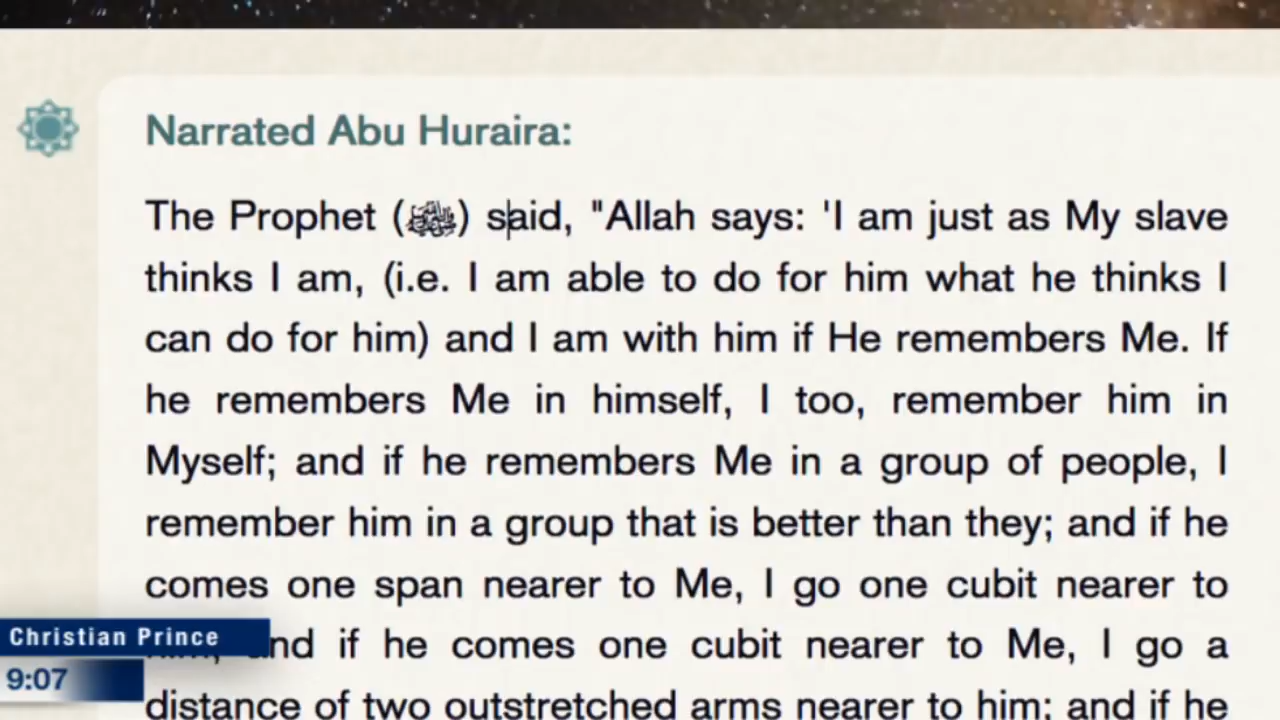 Narrated Abu Huraira:
The Prophet (ﷺ) said, "Allah says: 'I am just as My slave
thinks I am, (i.e. I am able to do for him what he thinks I
can do for him) and I am with him if He remembers Me. If
he remembers Me in himself, I too, remember him in
Myself; and if he remembers Me in a group of people, I
remember him in a group that is better than they; and if he
comes one span nearer to Me, I go one cubit nearer to
him; and if he comes one cubit nearer to Me, I go a
distance of two outstretched arms nearer to him; and if he
Christian Prince
9:07